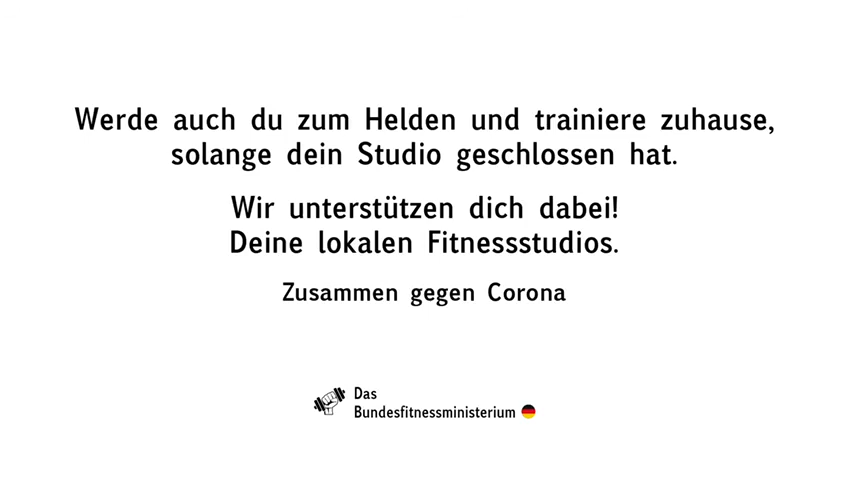 Werde auch du zum Helden und trainiere zuhause,
solange dein Studio geschlossen hat.
Wir unterstützen dich dabei!
Deine lokalen Fitnessstudios.
Zusammen gegen Corona
Das
Bundesfitnessministerium